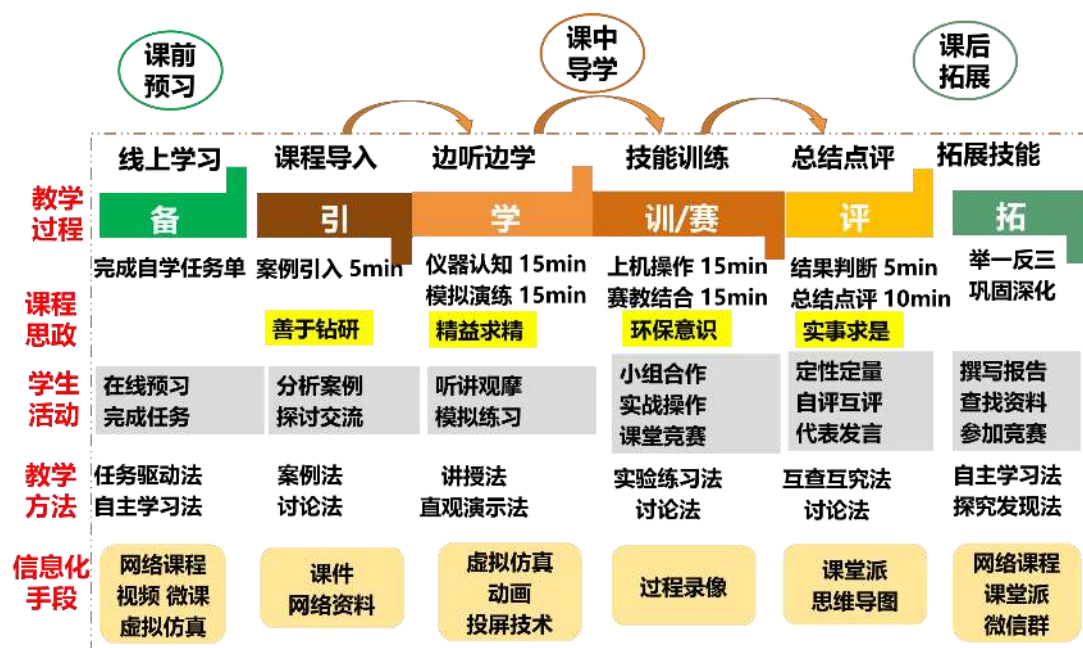 课前
预习
课中
导学
课后
拓展
线上学习 课程导入 边听边学 技能训练 总结点评 拓展技能
教学
过程
备 引 学 训/赛 评 拓
完成自学任务单
案例引入 5min
仪器认知 15min
模拟演练 15min
上机操作 15min
赛教结合 15min
结果判断 5min
总结点评 10min
举一反三
巩固深化
课程
思政
善于钻研
精益求精
环保意识
实事求是
学生
活动
在线预习
完成任务
分析案例
探讨交流
听讲观摩
模拟练习
小组合作
实战操作
课堂竞赛
定性定量
自评互评
代表发言
撰写报告
查找资料
参加竞赛
教学
方法
任务驱动法
自主学习法
案例法
讨论法
讲授法
直观演示法
实验练习法
讨论法
互查互究法
讨论法
自主学习法
探究发现法
信息化
手段
网络课程
视频 微课
虚拟仿真
课件
网络资料
虚拟仿真
动画
投屏技术
过程录像
课堂派
思维导图
网络课程
课堂派
微信群